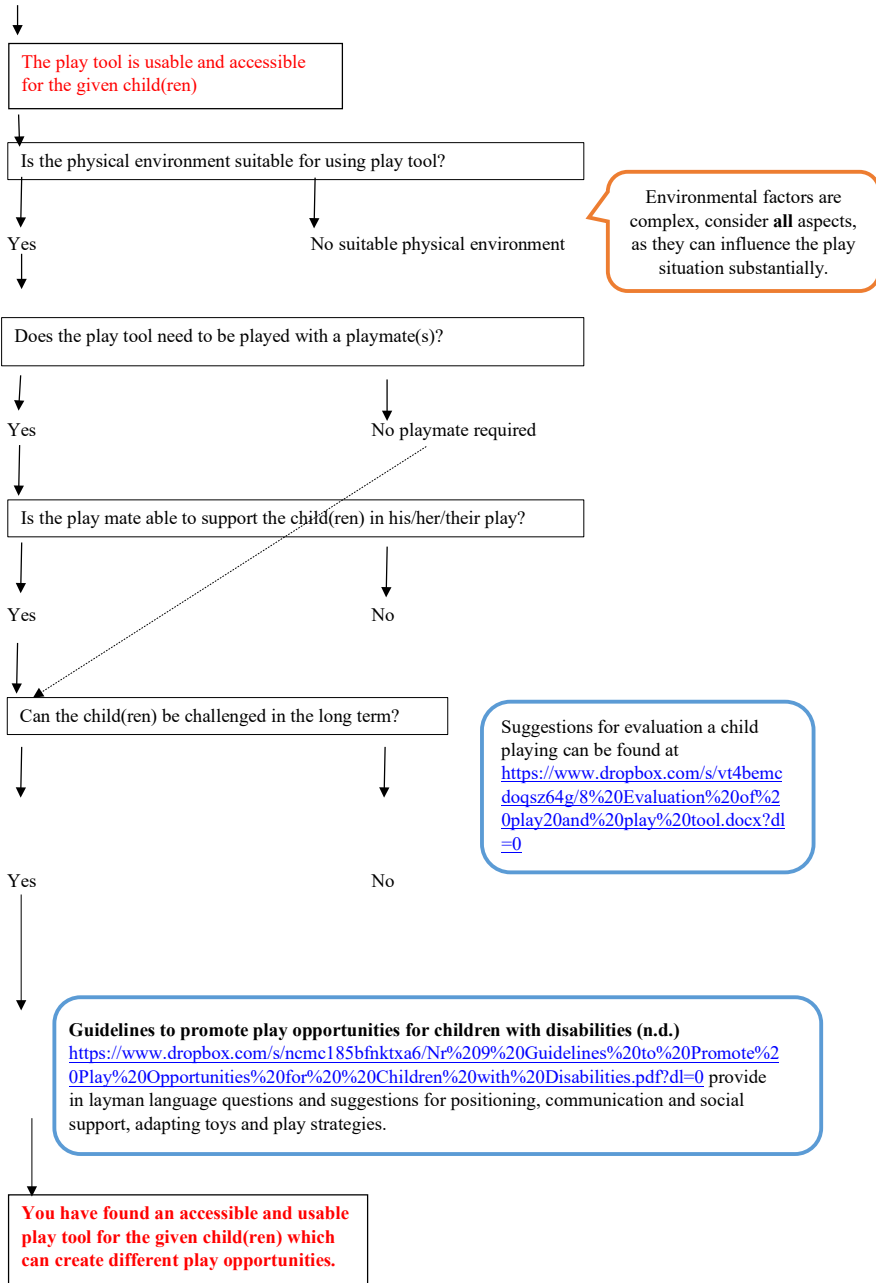 The play tool is usable and accessible
for the given child(ren)
Is the physical environment suitable for using play tool?
Environmental factors are
complex, consider all aspects,
as they can influence the play
situation substantially.
Yes
No suitable physical environment
Does the play tool need to be played with a playmate(s)?
Yes
No playmate required
Is the play mate able to support the child(ren) in his/her/their play?
Yes
No
Can the child(ren) be challenged in the long term?
Suggestions for evaluation a child
playing can be found at
https://www.dropbox.com/s/vt4bemc
doqsz64g/8%20Evaluation%20of%2
0play20and%20play%20tool.docx?dl
=0
Yes
No
Guidelines to promote play opportunities for children with disabilities (n.d.)
https://www.dropbox.com/s/ncmc185bfnktxa6/Nr%209%20Guidelines%20to%20Promote%2
0Play%20Opportunities%20for%20%20Children%20with%20Disabilities.pdf?dl=0 provide
in layman language questions and suggestions for positioning, communication and social
support, adapting toys and play strategies.
You have found an accessible and usable
play tool for the given child(ren) which
can create different play opportunities.